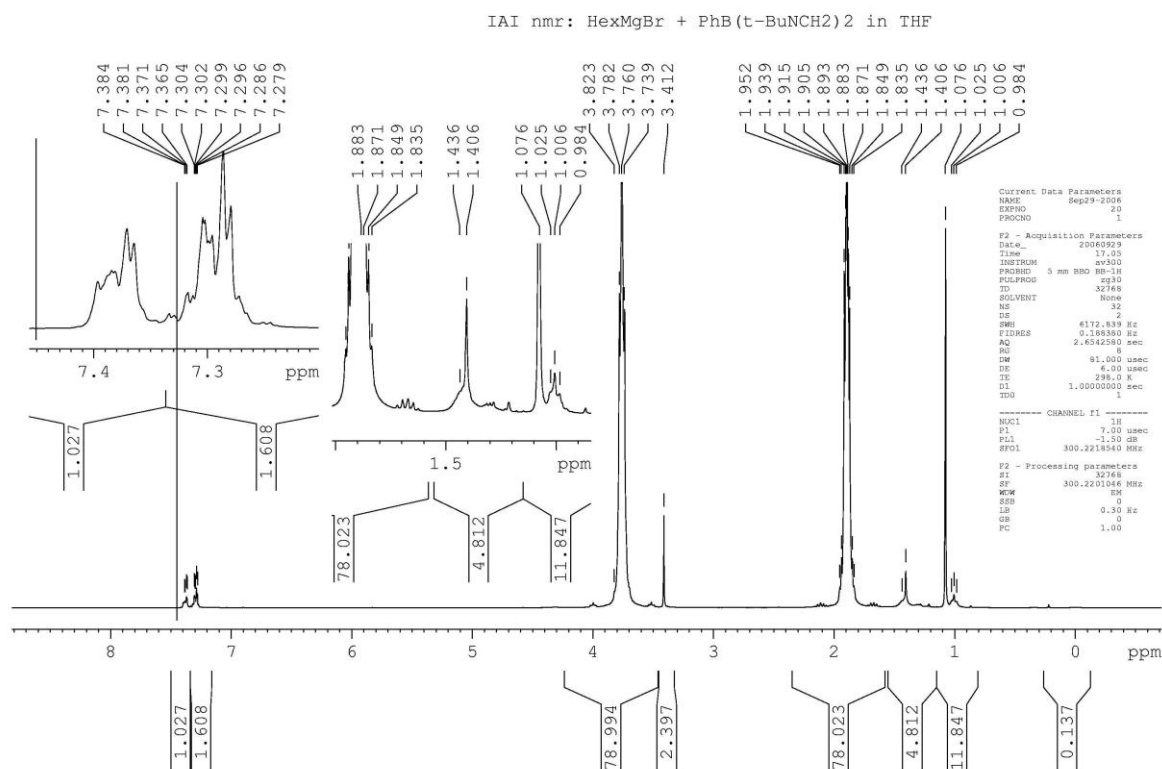 IAI nmr: HexMgBr + PhB(t-BuNCH2)2 in THF
7.384
7.381
7.371
7.365
7.304
7.302
7.299
7.296
7.286
7.279
1.883
1.871
1.849
1.835
1.436
1.406
1.076
1.025
1.006
0.984
3.823
3.782
3.760
3.739
3.412
1.952
1.939
1.915
1.905
1.893
1.883
1.871
1.849
1.835
1.436
1.406
1.076
1.025
1.006
0.984
7.4 7.3 ppm
1.027
1.608
1.5 ppm
78.023
4.812
11.847
Current Data Parameters
NAME Sep29-2006
EXPNO 20
PROCNO 1
F2 - Acquisition Parameters
Date_ 20060929
Time 17.05
INSTRUM av300
PROBHD 5 mm BBO BB-1H
PULPROG zg30
TD 32768
SOLVENT None
NS 32
DS 2
SWH 6172.839 Hz
FIDRES 0.188380 Hz
AQ 2.6542580 sec
RG 8
DW 81.000 usec
DE 6.00 usec
TE 298.0 K
D1 1.00000000 sec
TD0 1
======== CHANNEL f1 ========
NUC1 1H
P1 7.00 usec
PL1 -1.50 dB
SFO1 300.2218540 MHz
F2 - Processing parameters
SI 32768
SF 300.2201046 MHz
WDW EM
SSB 0
LB 0.30 Hz
GB 0
PC 1.00
8 7 6 5 4 3 2 1 0 ppm
1.027
1.608
78.994
2.397
78.023
4.812
11.847
0.137